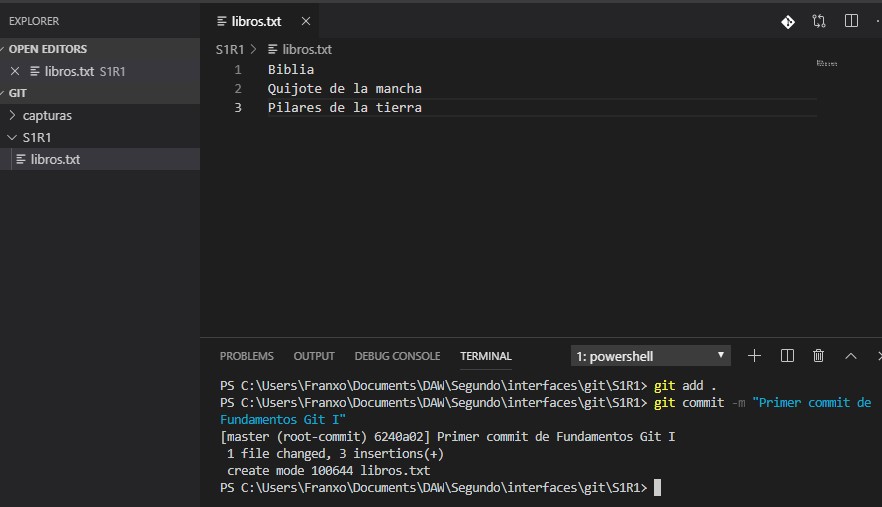 EXPLORER
OPEN EDITORS
libros.txt S1R1
GIT
capturas
S1R1
libros.txt
libros.txt
S1R1 > libros.txt
1 Biblia
2 Quijote de la mancha
3 Pilares de la tierra
PROBLEMS OUTPUT DEBUG CONSOLE TERMINAL 1: powershell
PS C:\Users\Franxo\Documents\DAW\Segundo\interfaces\git\S1R1> git add .
PS C:\Users\Franxo\Documents\DAW\Segundo\interfaces\git\S1R1> git commit -m "Primer commit de
Fundamentos Git I"
[master (root-commit) 6240a02] Primer commit de Fundamentos Git I
1 file changed, 3 insertions(+)
create mode 100644 libros.txt
PS C:\Users\Franxo\Documents\DAW\Segundo\interfaces\git\S1R1>